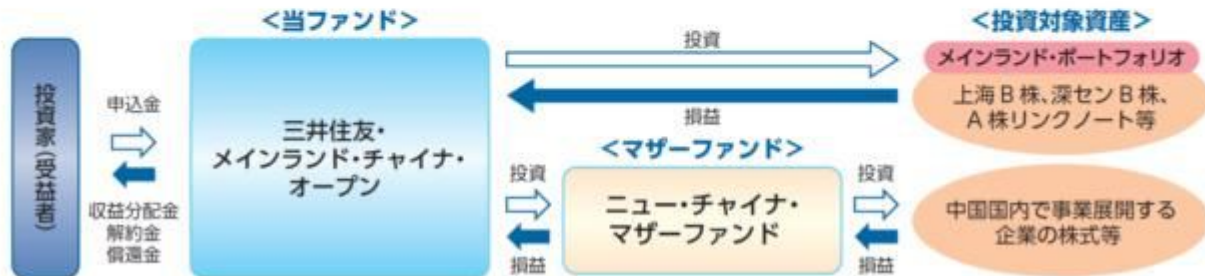 投資家（受益者）
申込金
収益分配金
解約金
償還金
＜当ファンド＞
三井住友・
メインランド・チャイナ・
オープン
投資
損益
＜マザーファンド＞
投資
損益
ニュー・チャイナ・
マザーファンド
投資
損益
＜投資対象資産＞
メインランド・ポートフォリオ
上海B株、深センB株、
A株リンクノート等
中国国内で事業展開する
企業の株式等